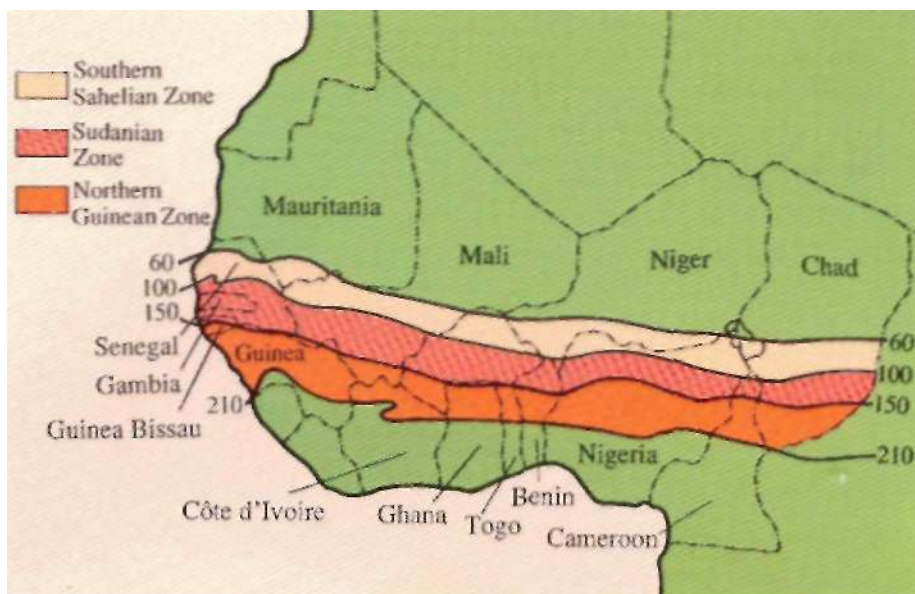 Southern
Sahelian Zone
Sudanian
Zone
Northern
Guinean Zone
Mauritania
Mali
Niger
Chad
60
100
150
Senegal
Gambia
Guinea Bissau
Guinea
210
60
100
150
210
Nigeria
Côte d'Ivoire
Ghana
Togo
Benin
Cameroon